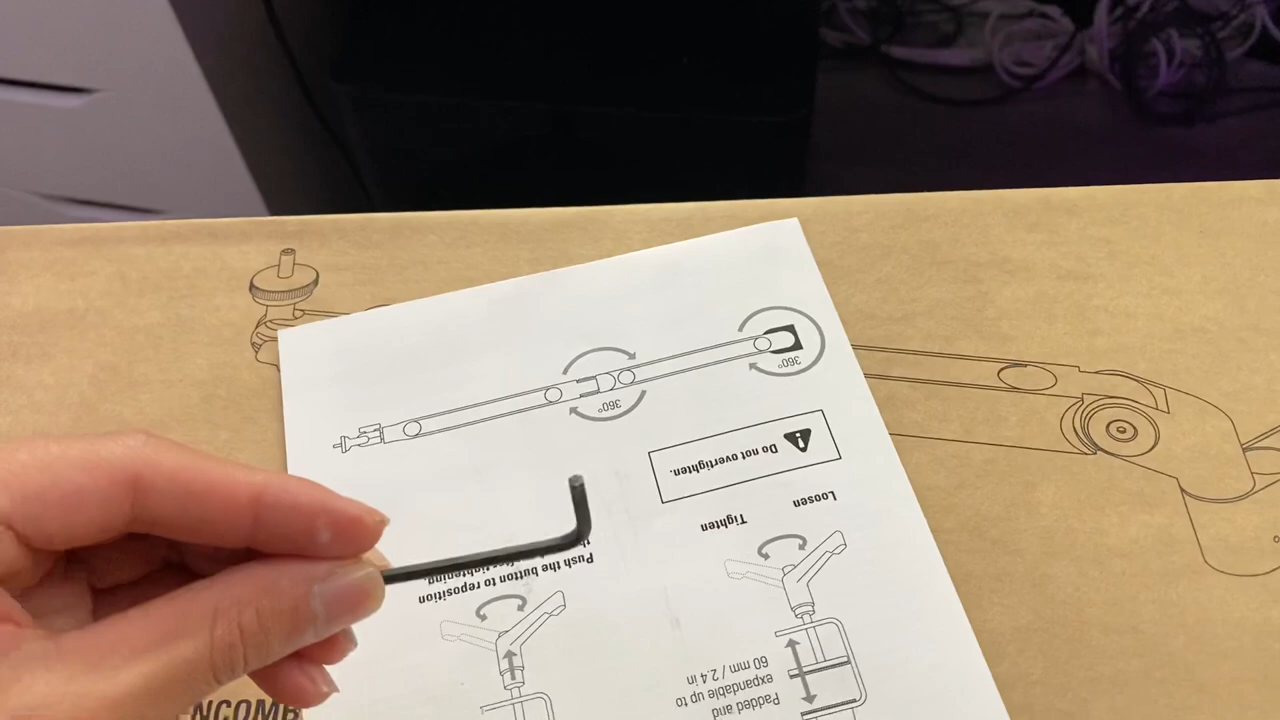 360°
360°
Do not overtighten.
Loosen
Tighten
Push the button to reposition
tightening.
Padded and
expandable up to
60 mm / 2.4 in
NCOMB